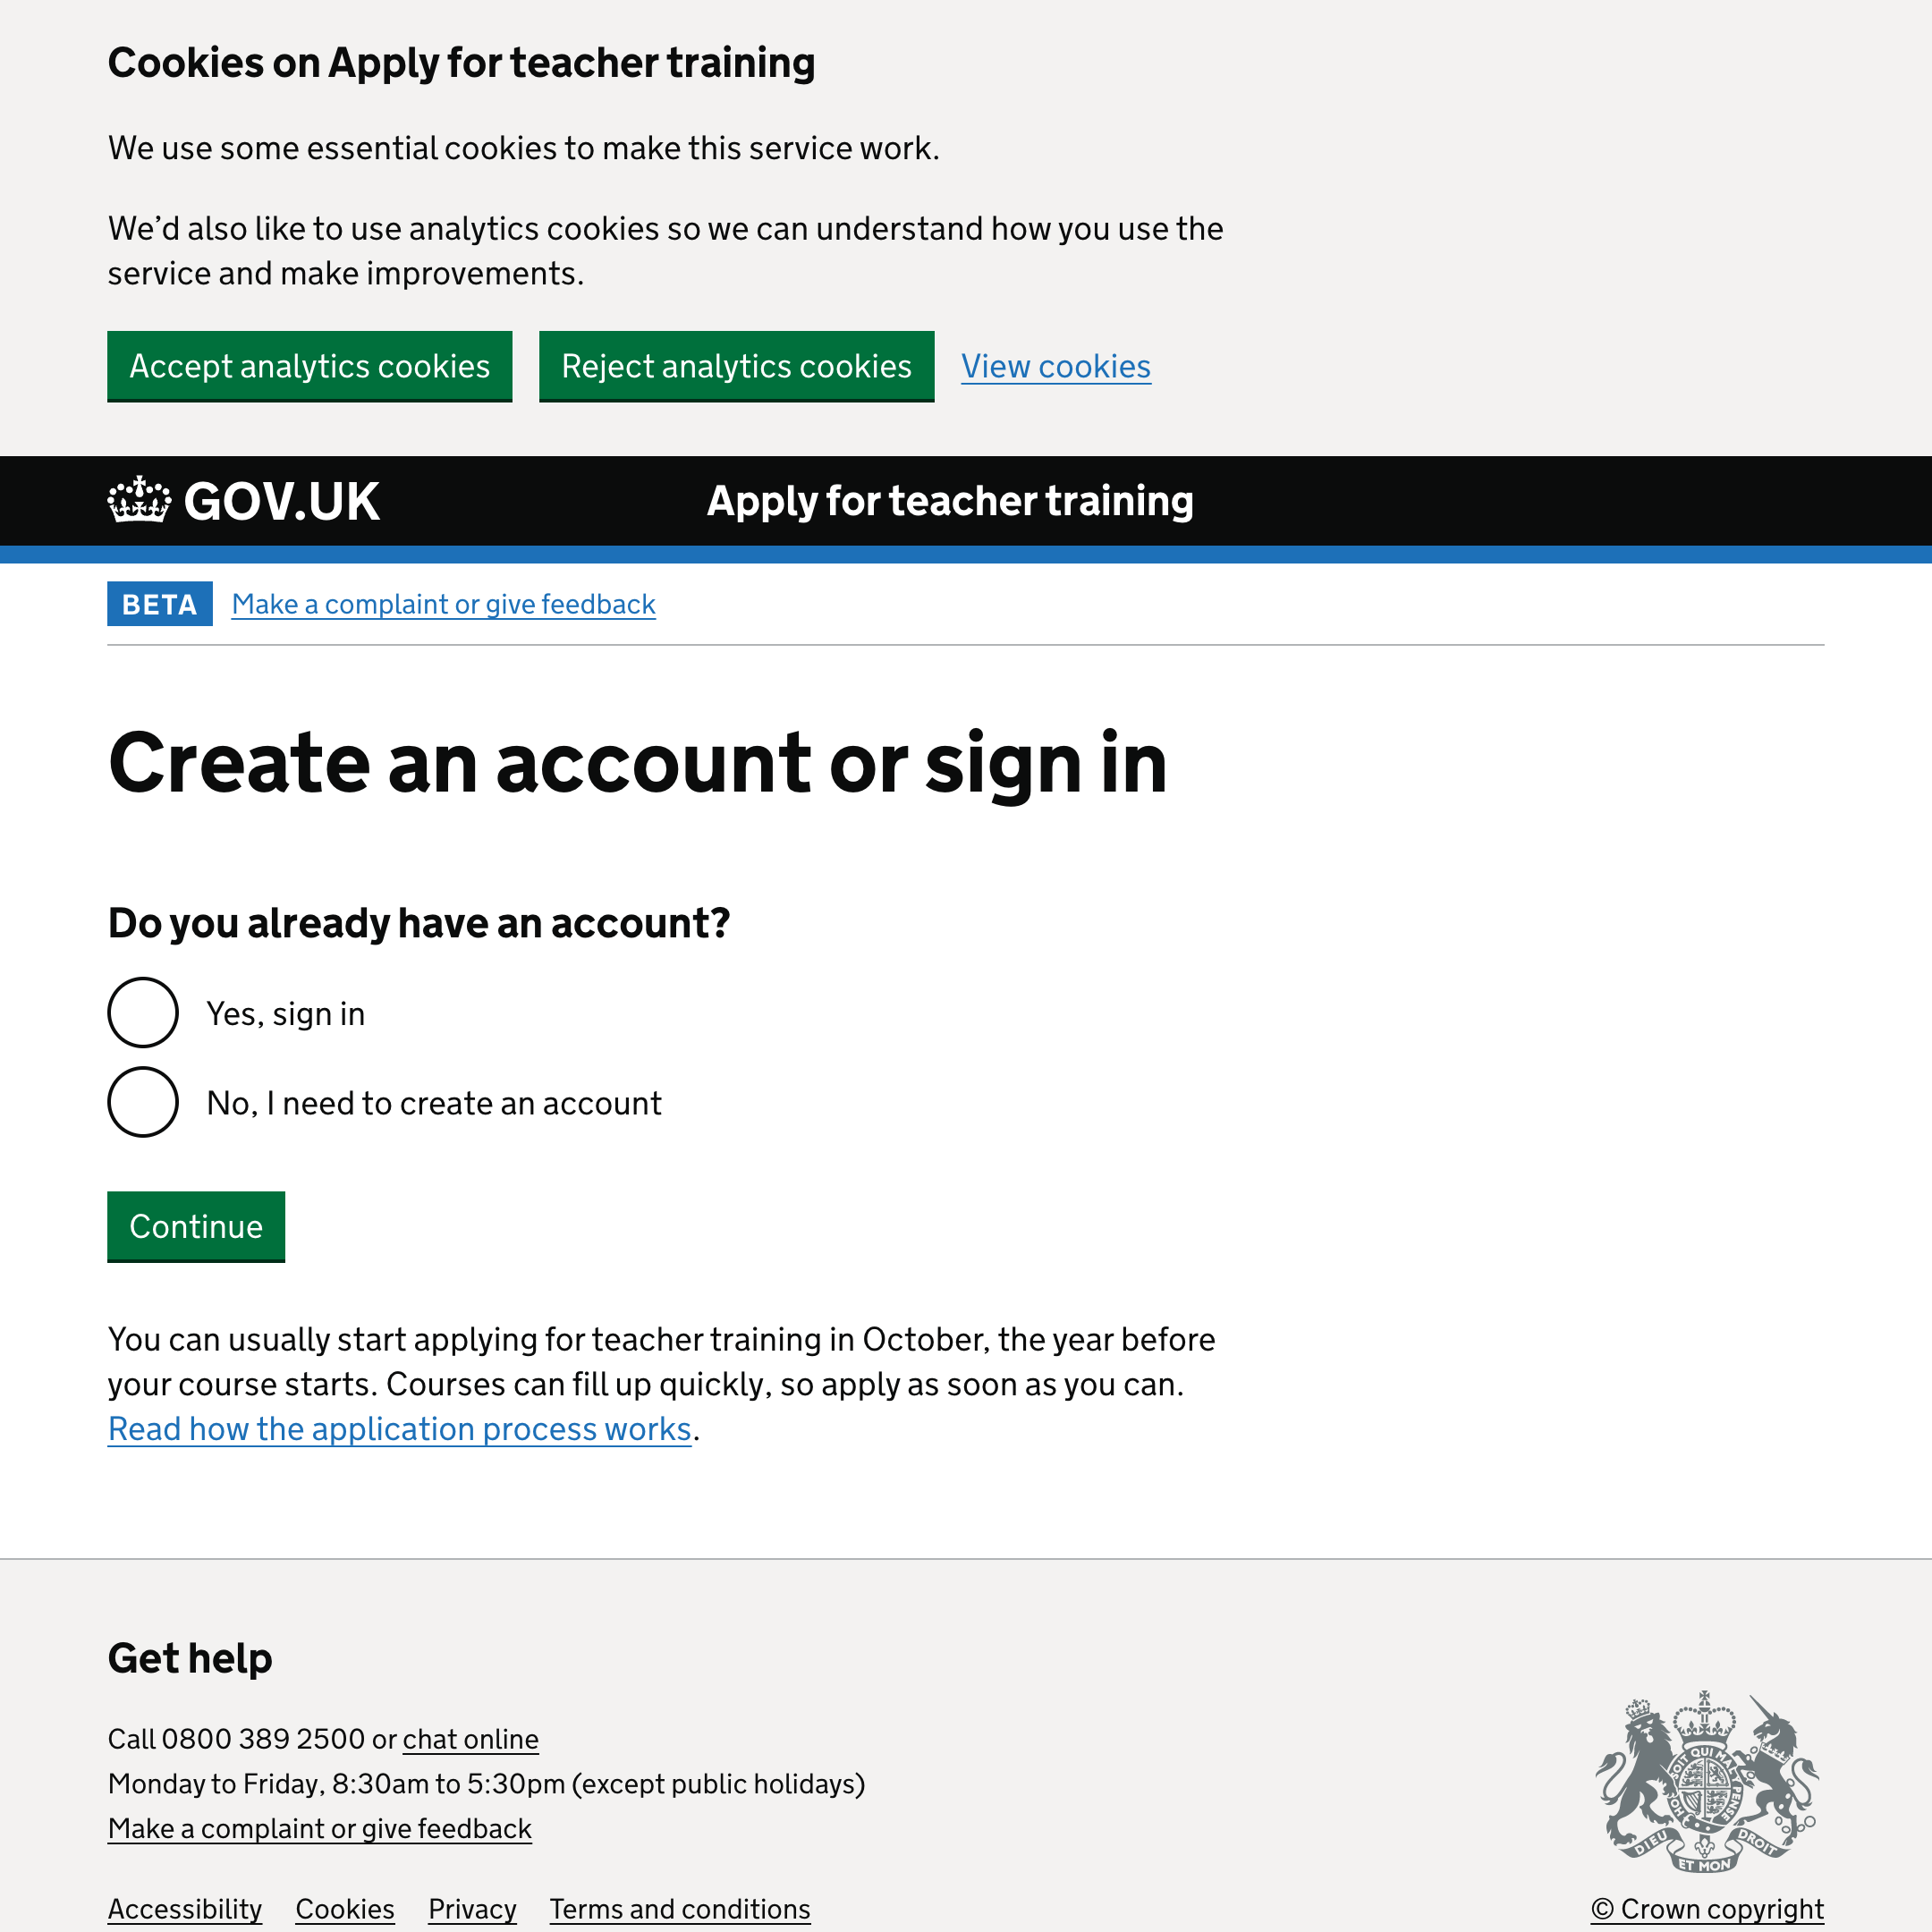 Cookies on Apply for teacher training
We use some essential cookies to make this service work.
We’d also like to use analytics cookies so we can understand how you use the
service and make improvements.
Accept analytics cookies
Reject analytics cookies
View cookies
GOV.UK
Apply for teacher training
BETA
Make a complaint or give feedback
Create an account or sign in
Do you already have an account?
Yes, sign in
No, I need to create an account
Continue
You can usually start applying for teacher training in October, the year before
your course starts. Courses can fill up quickly, so apply as soon as you can.
Read how the application process works.
Get help
Call 0800 389 2500 or chat online
Monday to Friday, 8:30am to 5:30pm (except public holidays)
Make a complaint or give feedback
HONI SOIT QUI MAL Y PENSE
DIEU ET MON DROIT
Accessibility
Cookies
Privacy
Terms and conditions
© Crown copyright